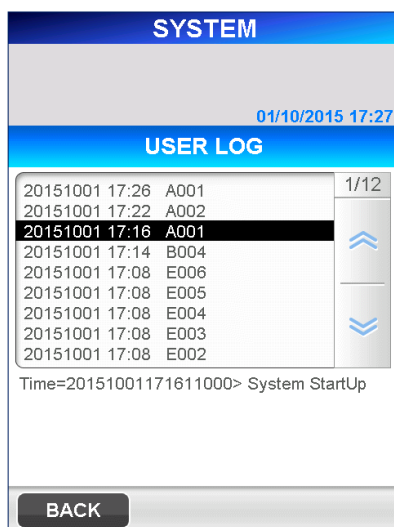 SYSTEM
01/10/2015 17:27
USER LOG
20151001 17:26 A001
1/12
20151001 17:22 A002
20151001 17:16 A001
20151001 17:14 B004
20151001 17:08 E006
20151001 17:08 E005
20151001 17:08 E004
20151001 17:08 E003
20151001 17:08 E002
Time=20151001171611000> System StartUp
BACK